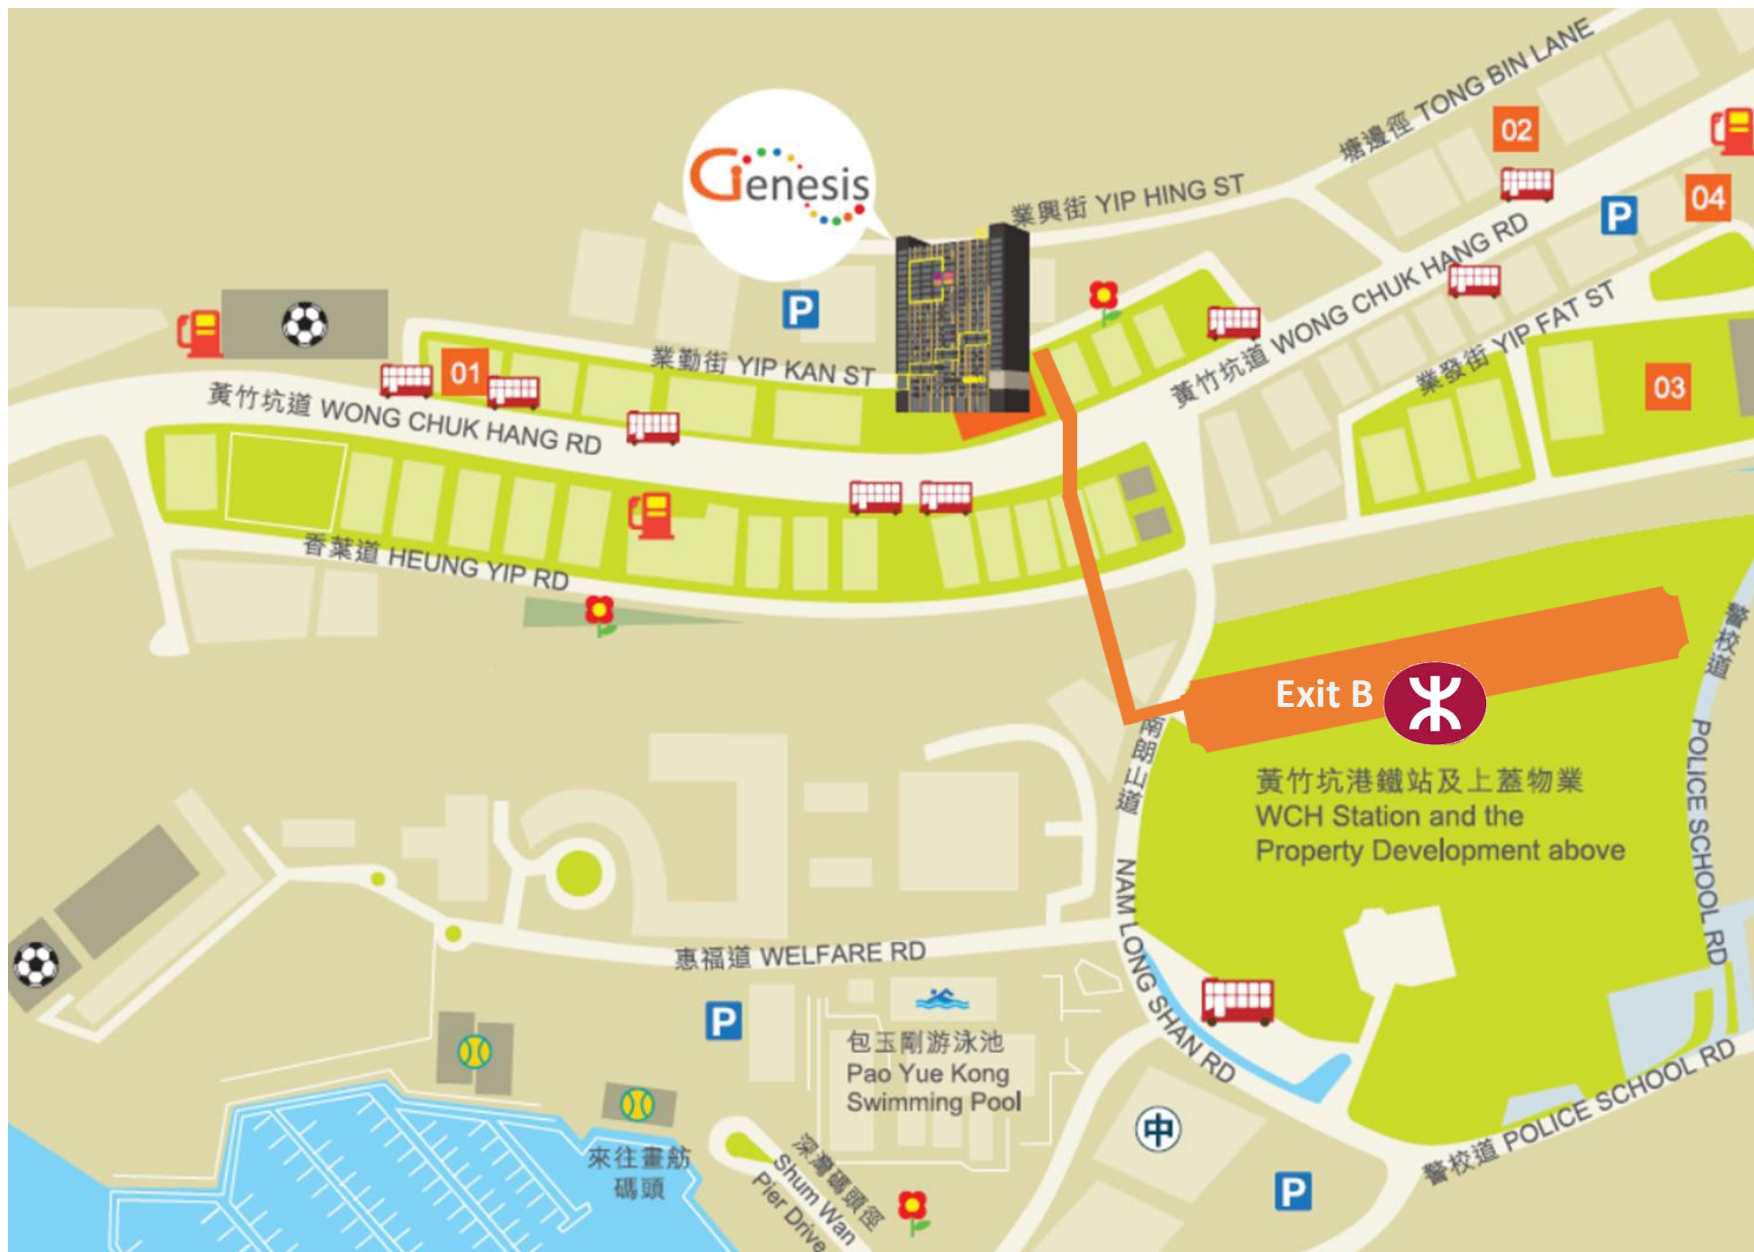 塘邊徑 TONG BIN LANE
02
Genesis
業興街 YIP HING ST
04
P
黃竹坑道 WONG CHUK HANG RD
P
業發街 YIP FAT ST
業勤街 YIP KAN ST
01
03
黃竹坑道 WONG CHUK HANG RD
香葉道 HEUNG YIP RD
警校道 POLICE SCHOOL RD
Exit B
南朗山道 NAM LONG SHAN RD
黃竹坑港鐵站及上蓋物業
WCH Station and the
Property Development above
惠福道 WELFARE RD
P
包玉剛游泳池
Pao Yue Kong
Swimming Pool
中
警校道 POLICE SCHOOL RD
來往畫舫
碼頭
深灣碼頭徑
Shum Wan
Pier Drive
P